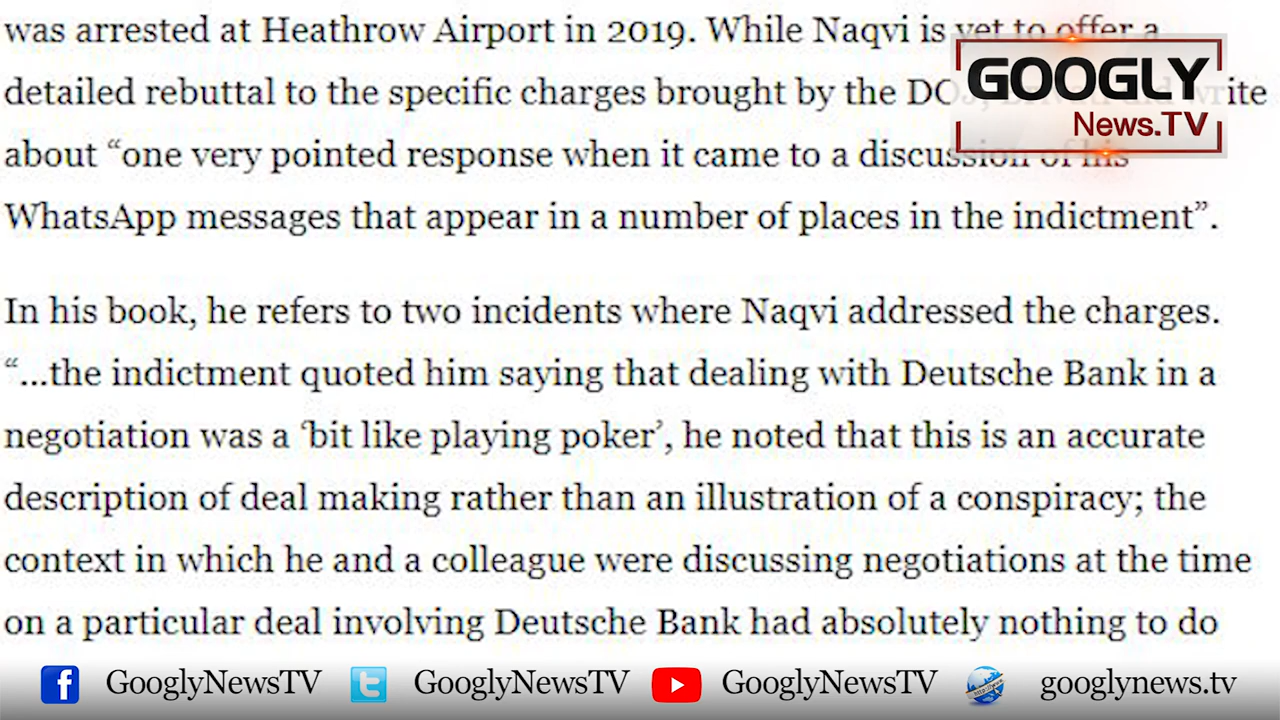 was arrested at Heathrow Airport in 2019. While Naqvi is yet to offer a
detailed rebuttal to the specific charges brought by the DOJ, did write
about “one very pointed response when it came to a discussion of his
WhatsApp messages that appear in a number of places in the indictment”.
In his book, he refers to two incidents where Naqvi addressed the charges.
“...the indictment quoted him saying that dealing with Deutsche Bank in a
negotiation was a ‘bit like playing poker’, he noted that this is an accurate
description of deal making rather than an illustration of a conspiracy; the
context in which he and a colleague were discussing negotiations at the time
on a particular deal involving Deutsche Bank had absolutely nothing to do
GOOGLY
News.TV
GooglyNewsTV GooglyNewsTV GooglyNewsTV googlynews.tv